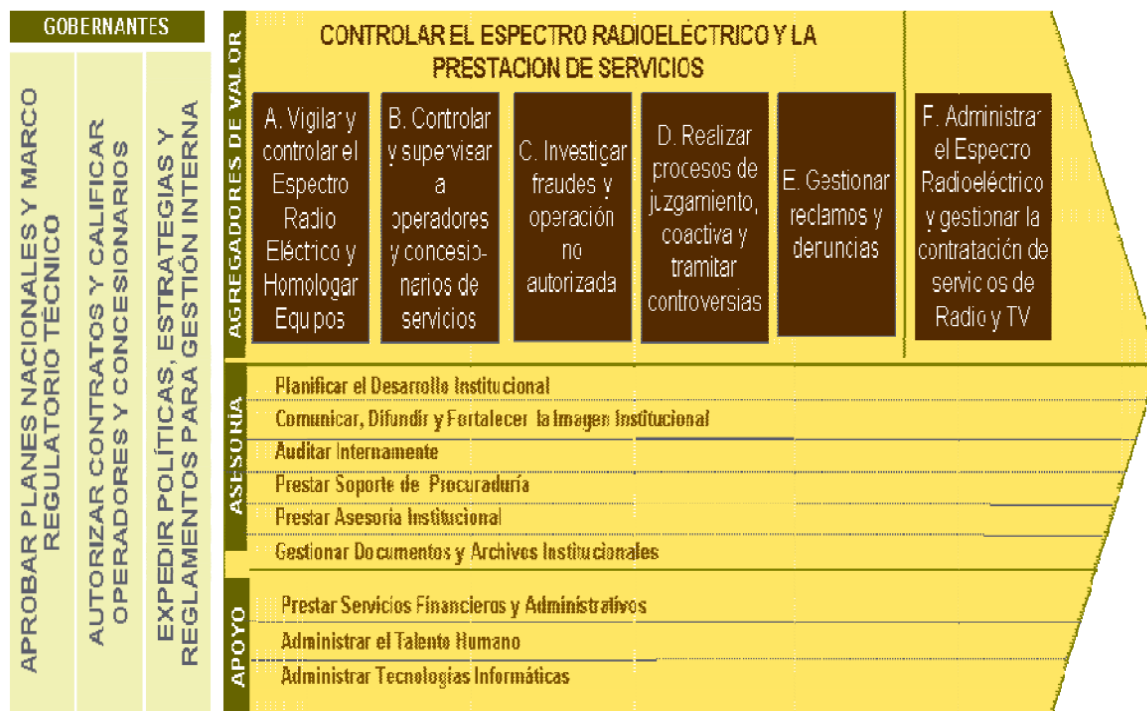 GOBERNANTES
APROBAR PLANES NACIONALES Y MARCO
REGULATORIO TÉCNICO
AUTORIZAR CONTRATOS Y CALIFICAR
OPERADORES Y CONCESIONARIOS
EXPEDIR POLÍTICAS, ESTRATEGIAS Y
REGLAMENTOS PARA GESTIÓN INTERNA
AGREGADORES DE VALOR
CONTROLAR EL ESPECTRO RADIOELÉCTRICO Y LA
PRESTACION DE SERVICIOS
A. Vigilar y
controlar el
Espectro
Radio
Eléctrico y
Homologar
Equipos
B. Controlar
y supervisar
a
operadores
y concesio-
narios de
servicios
C. Investigar
fraudes y
operación
no
autorizada
D. Realizar
procesos de
juzgamiento,
coactiva y
tramitar
controversias
E. Gestionar
reclamos y
denuncias
F. Administrar
el Espectro
Radioeléctrico
y gestionar la
contratación de
servicios de
Radio y TV
ASESORÍA
Planificar el Desarrollo Institucional
Comunicar, Difundir y Fortalecer la Imagen Institucional
Auditar Internamente
Prestar Soporte de Procuraduría
Prestar Asesoria Institucional
Gestionar Documentos y Archivos Institucionales
APOYO
Prestar Servicios Financieros y Administrativos
Administrar el Talento Humano
Administrar Tecnologías Informáticas